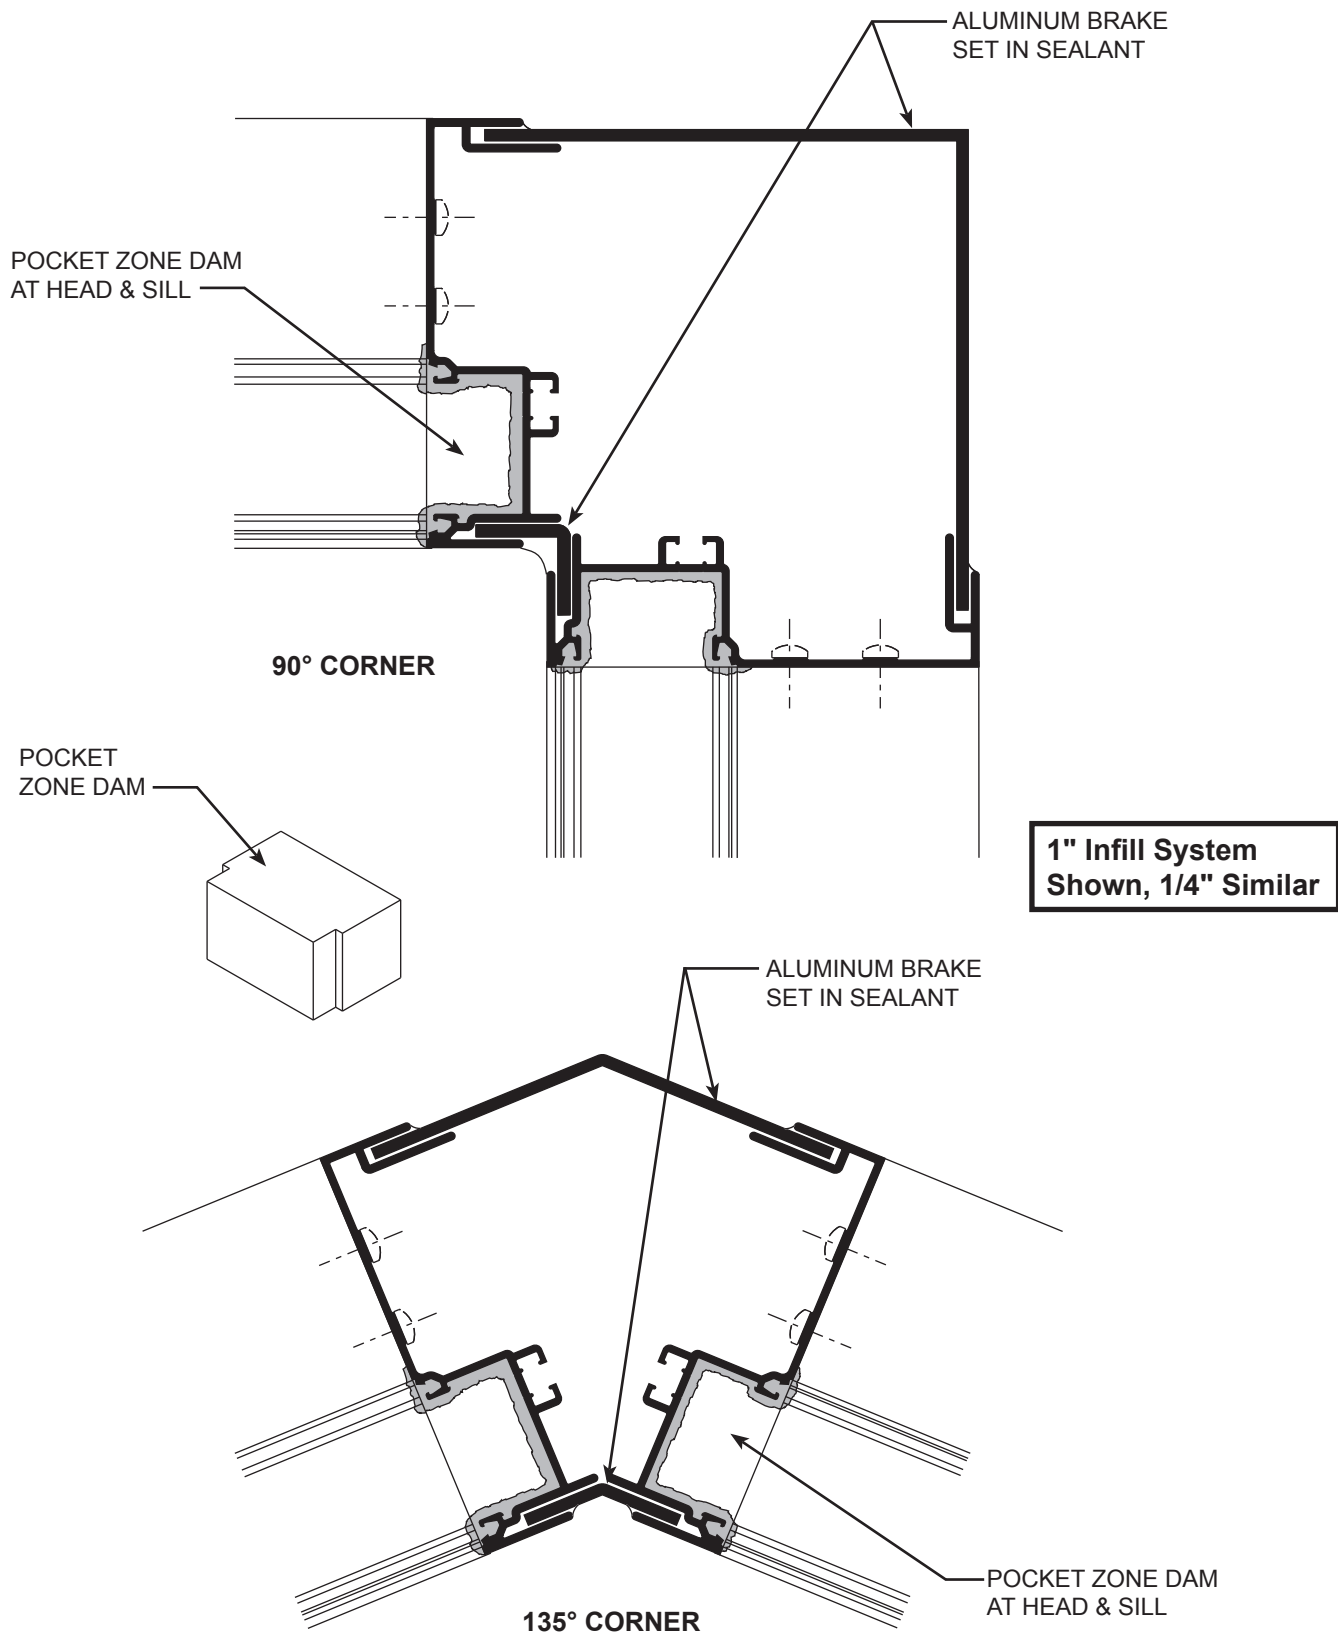 ALUMINUM BRAKE
SET IN SEALANT
POCKET ZONE DAM
AT HEAD & SILL
90° CORNER
POCKET
ZONE DAM
1" Infill System
Shown, 1/4" Similar
ALUMINUM BRAKE
SET IN SEALANT
POCKET ZONE DAM
AT HEAD & SILL
135° CORNER